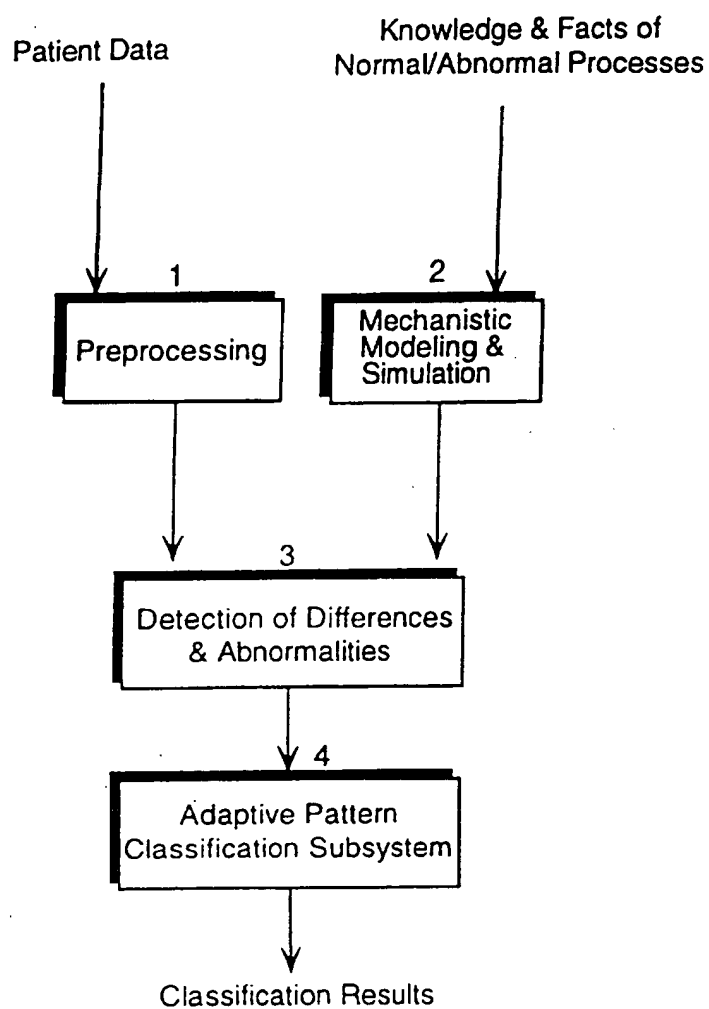 Patient Data
Knowledge & Facts of
Normal/Abnormal Processes
1
Preprocessing
2
Mechanistic
Modeling &
Simulation
3
Detection of Differences
& Abnormalities
4
Adaptive Pattern
Classification Subsystem
Classification Results